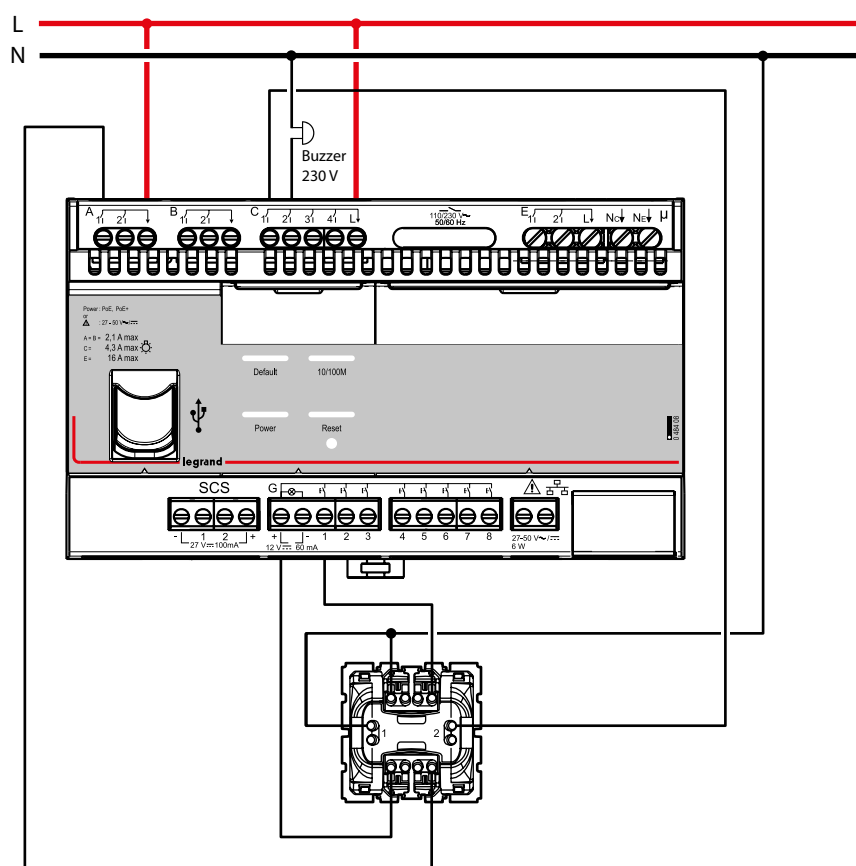 L
N
Buzzer
230 V
A 1 2 B 1 2 C 1 2 3 4 L 110/230 V~ E 1 2 L NC NE µ
50/60 Hz
Power : PoE, PoE+
or
: 27 - 50 V~/⎓
A = B = 2,1 A max
C = 4,3 A max
E = 16 A max
Default 10/100M
Power Reset
0 484 08
legrand
SCS G
- 1 2 + + - 1 2 3 4 5 6 7 8 27-50 V~/⎓
27 V⎓100mA 12 V⎓ 60 mA 6 W
1 2